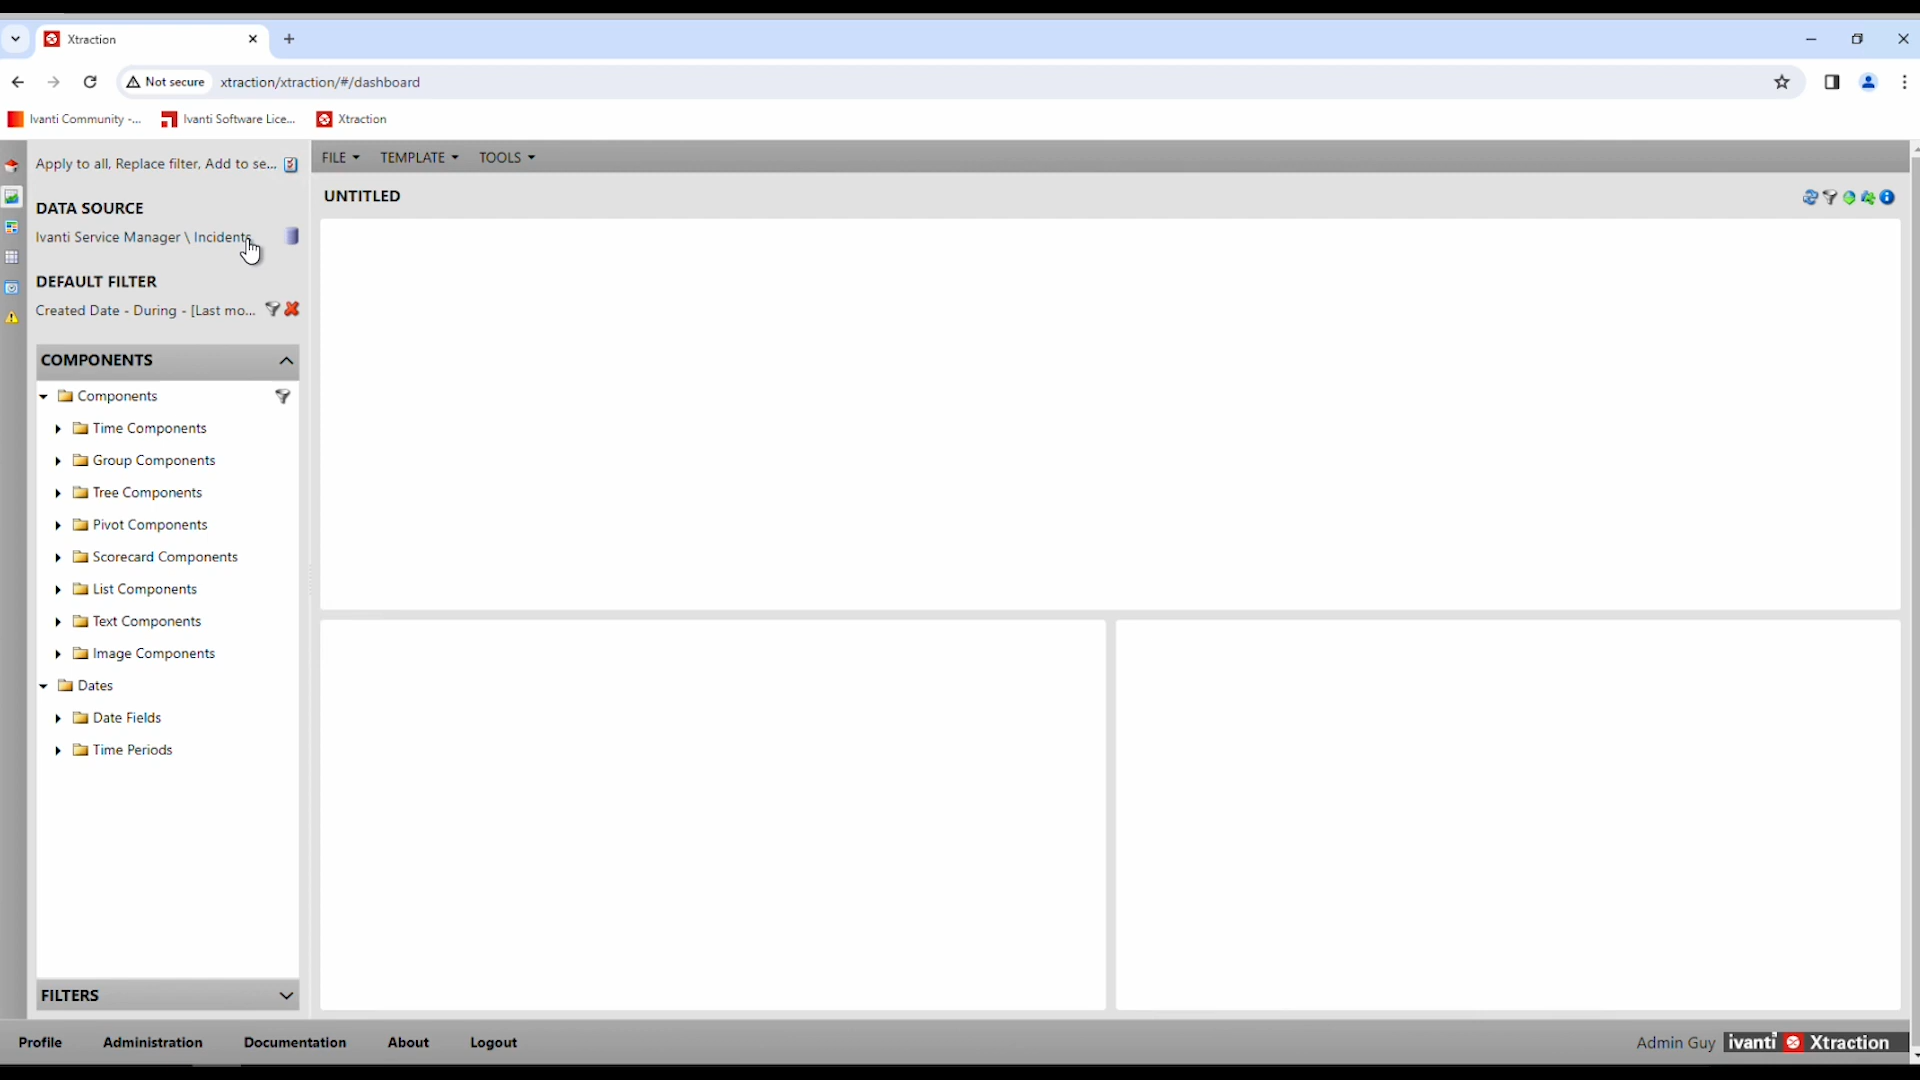 Xtraction
Not secure xtraction/xtraction/#/dashboard
Ivanti Community -... Ivanti Software Lice... Xtraction
Apply to all, Replace filter, Add to se...
FILE TEMPLATE TOOLS
UNTITLED
DATA SOURCE
Ivanti Service Manager \ Incidents
DEFAULT FILTER
Created Date - During - [Last mo...
COMPONENTS
Components
Time Components
Group Components
Tree Components
Pivot Components
Scorecard Components
List Components
Text Components
Image Components
Dates
Date Fields
Time Periods
FILTERS
Profile Administration Documentation About Logout
Admin Guy ivanti Xtraction